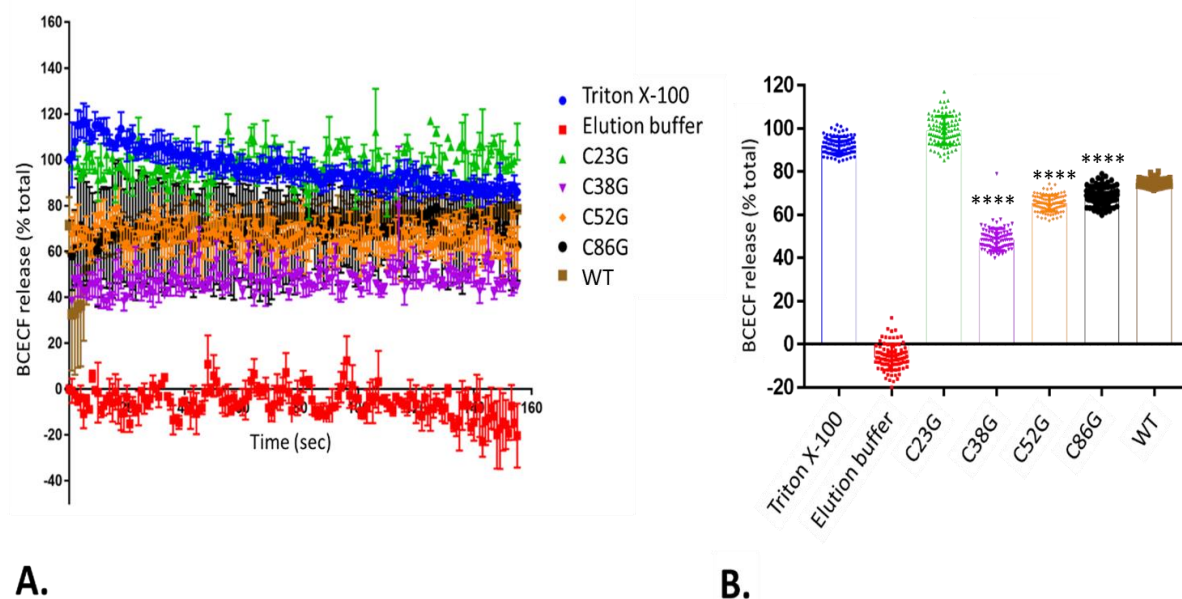 160
140
120
100
80
60
40
20
0
-20
-40
BCECF release (% total)
160
Time (sec)
Triton X-100
Elution buffer
C23G
C38G
C52G
C86G
WT
A.
120
100
80
60
40
20
0
-20
BCECF release (% total)
****
****
****
Triton X-100
Elution buffer
C23G
C38G
C52G
C86G
WT
B.